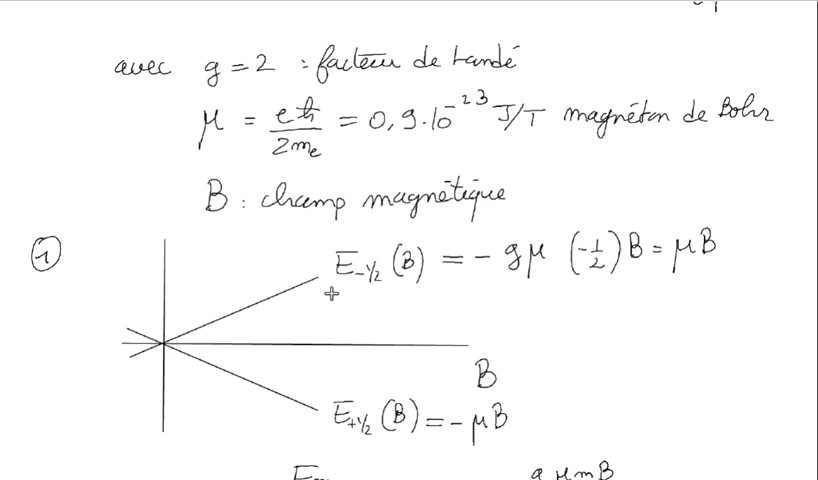 avec g = 2 : facteur de Landé
μ = eħ/2mₑ = 0,9.10⁻²³ J/T magnéton de Bohr
B : champ magnétique
① E₋½ (B) = - gμ (-½)B = μB
B
E₊½ (B) = - μB
g μ m B